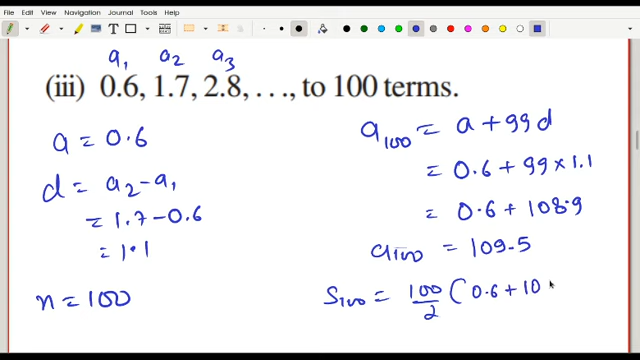 File Edit View Navigation Journal Tools Options Help
a₁ a₂ a₃
(iii) 0.6, 1.7, 2.8, . . ., to 100 terms.
a = 0.6
d = a₂ - a₁
= 1.7 - 0.6
= 1.1
n = 100
a₁₀₀ = a + 99d
= 0.6 + 99 × 1.1
= 0.6 + 108.9
a₁₀₀ = 109.5
S₁₀₀ = 100/2 ( 0.6 + 10